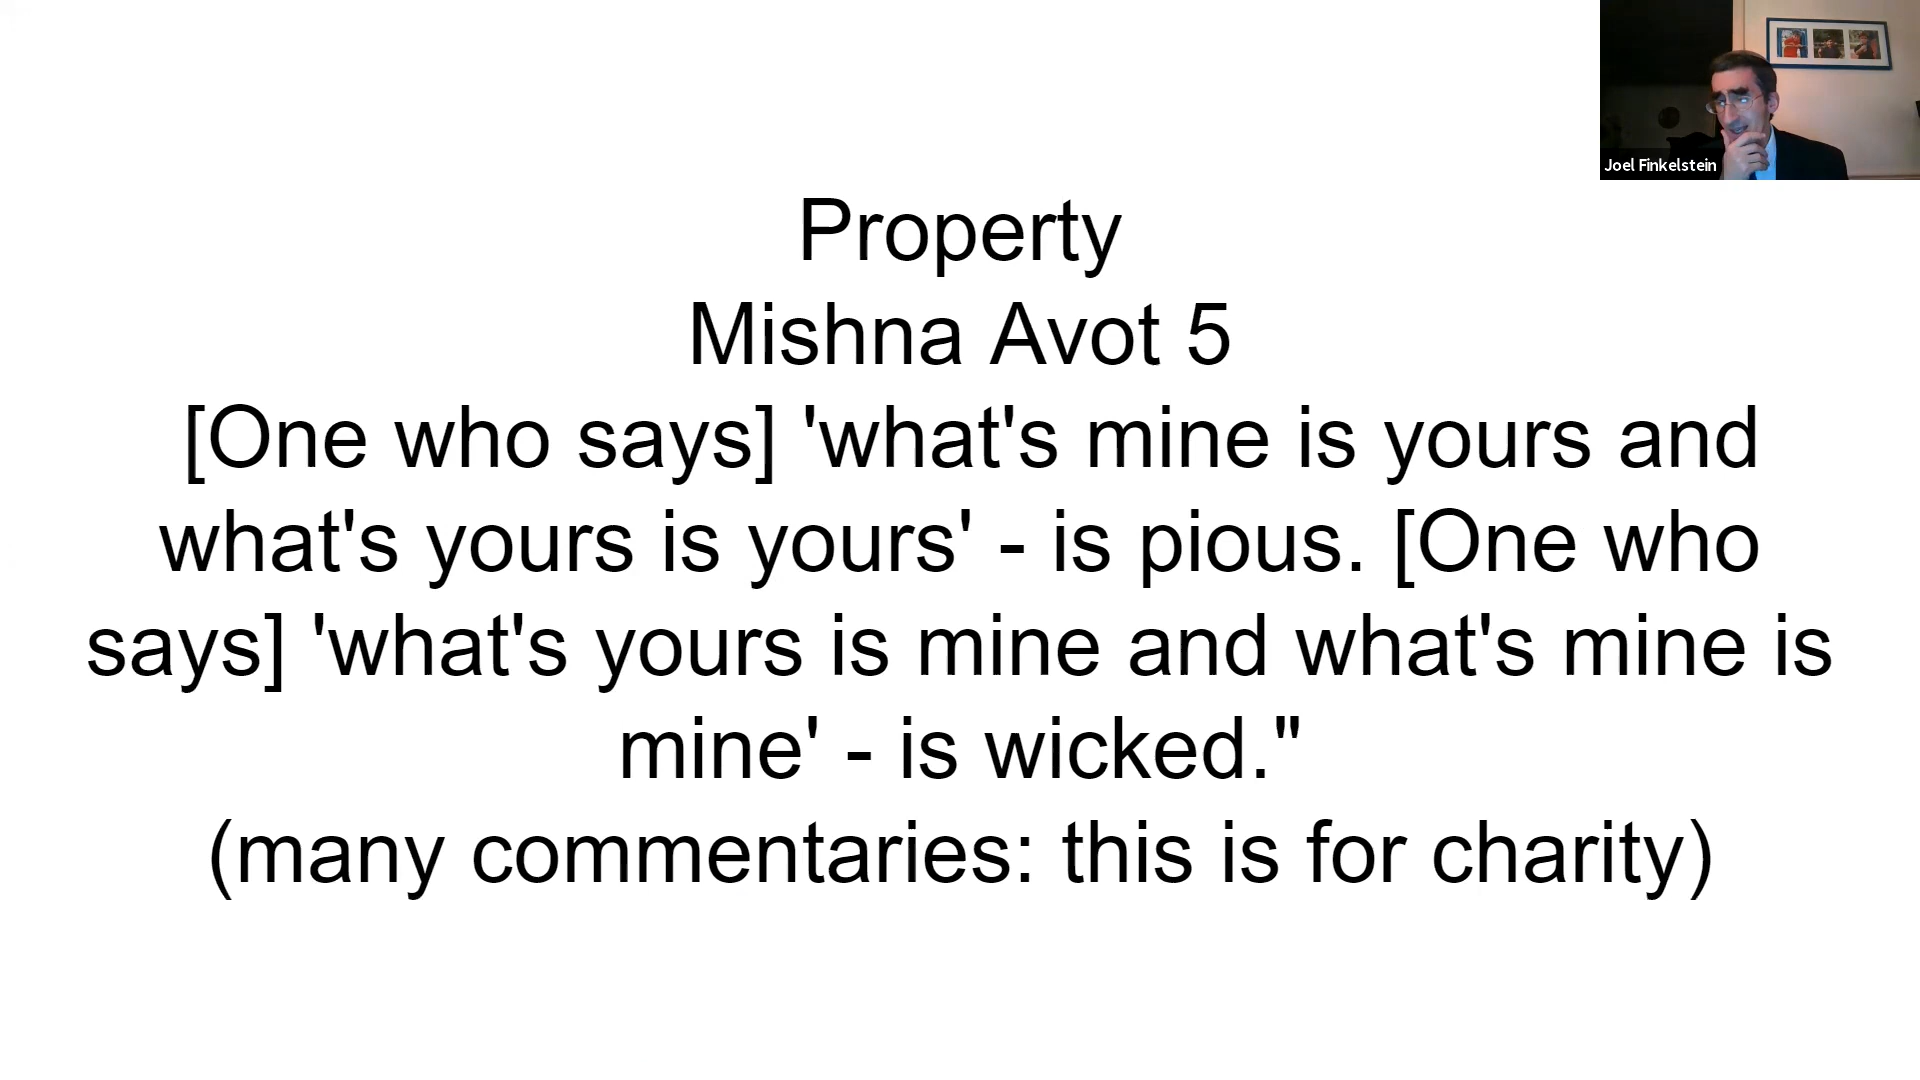 Joel Finkelstein
Property
Mishna Avot 5
[One who says] 'what's mine is yours and
what's yours is yours' - is pious. [One who
says] 'what's yours is mine and what's mine is
mine' - is wicked."
(many commentaries: this is for charity)